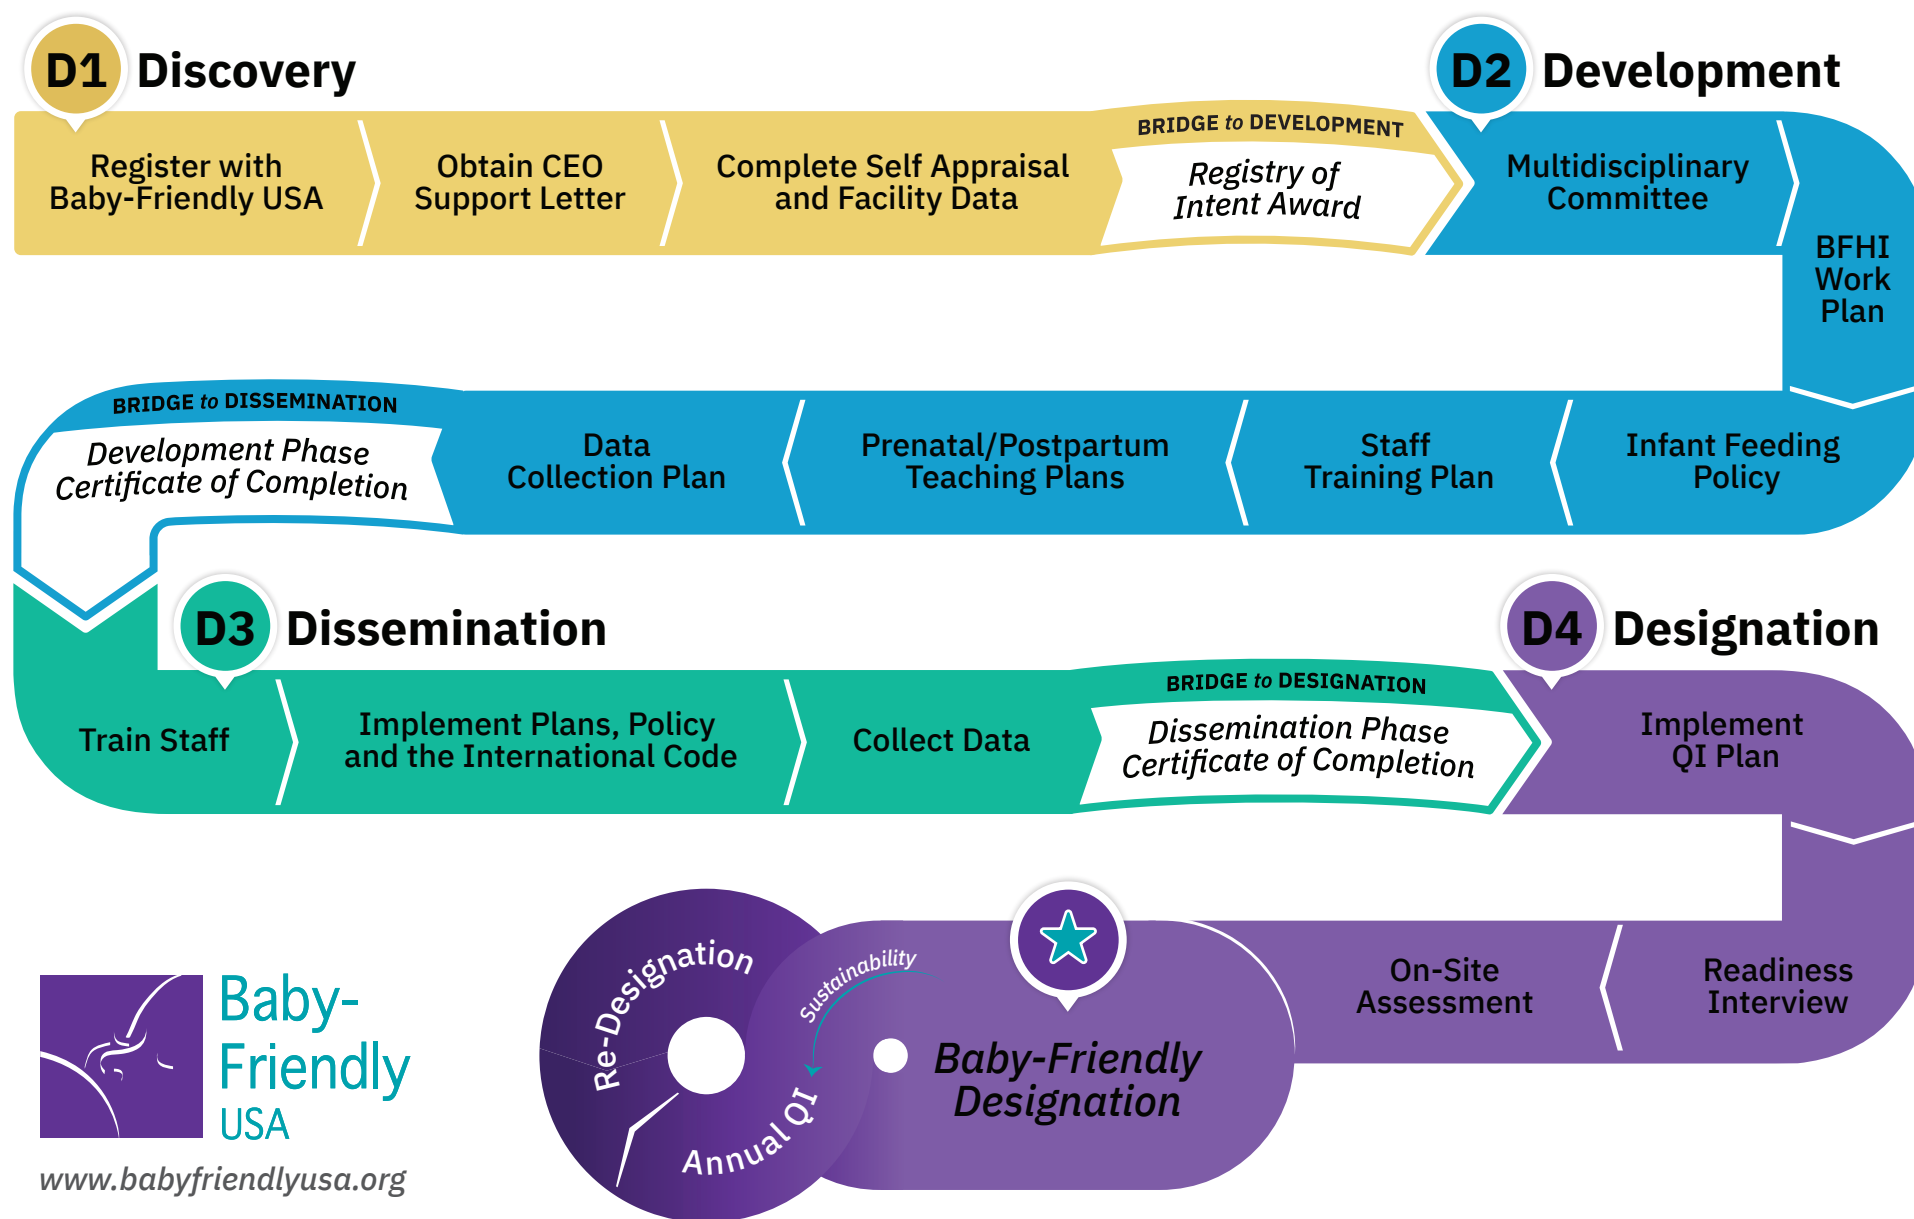 D1 Discovery
Register with
Baby-Friendly USA
Obtain CEO
Support Letter
Complete Self Appraisal
and Facility Data
BRIDGE to DEVELOPMENT
Registry of
Intent Award
D2 Development
Multidisciplinary
Committee
BFHI
Work
Plan
Infant Feeding
Policy
Staff
Training Plan
Prenatal/Postpartum
Teaching Plans
Data
Collection Plan
BRIDGE to DISSEMINATION
Development Phase
Certificate of Completion
D3 Dissemination
Train Staff
Implement Plans, Policy
and the International Code
Collect Data
BRIDGE to DESIGNATION
Dissemination Phase
Certificate of Completion
D4 Designation
Implement
QI Plan
Readiness
Interview
On-Site
Assessment
Baby-Friendly
Designation
Sustainability
Annual QI
Re-Designation
Baby-
Friendly
USA
www.babyfriendlyusa.org